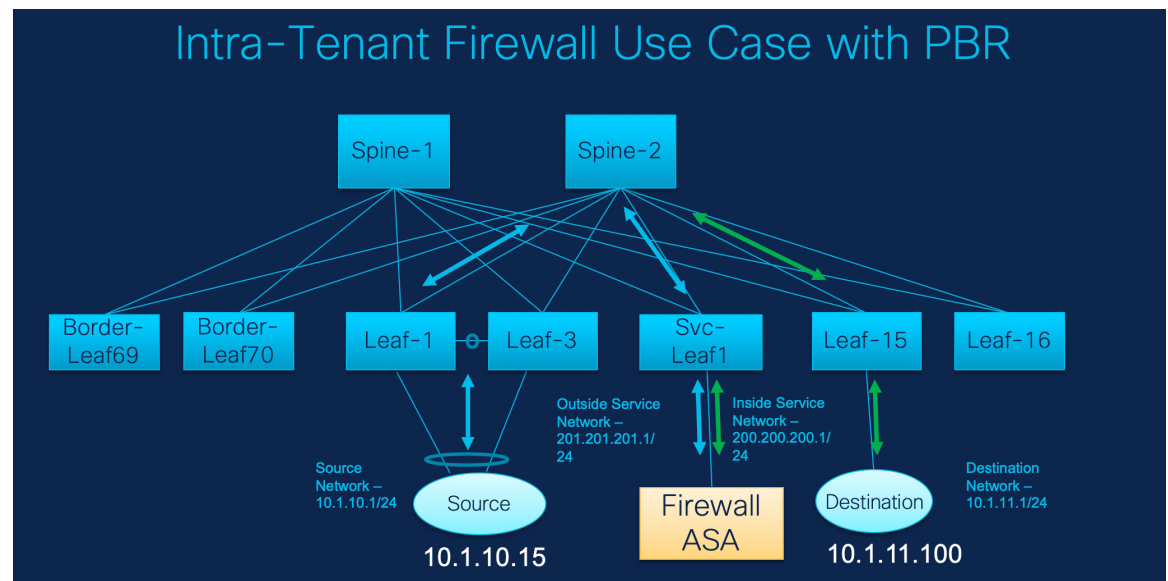 Intra-Tenant Firewall Use Case with PBR
Spine-1
Spine-2
Border-
Leaf69
Border-
Leaf70
Leaf-1
Leaf-3
Svc-
Leaf1
Leaf-15
Leaf-16
Outside Service
Network –
201.201.201.1/
24
Inside Service
Network –
200.200.200.1/
24
Source
Network –
10.1.10.1/24
Destination
Network –
10.1.11.1/24
Source
10.1.10.15
Firewall
ASA
Destination
10.1.11.100